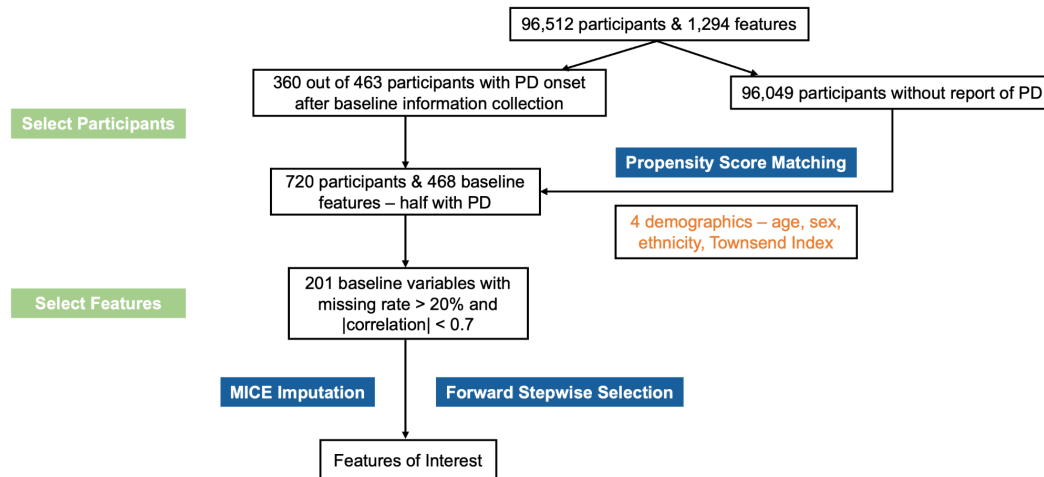 96,512 participants & 1,294 features
360 out of 463 participants with PD onset
after baseline information collection
96,049 participants without report of PD
Select Participants
Propensity Score Matching
720 participants & 468 baseline
features – half with PD
4 demographics – age, sex,
ethnicity, Townsend Index
201 baseline variables with
missing rate > 20% and
|correlation| < 0.7
Select Features
MICE Imputation
Forward Stepwise Selection
Features of Interest